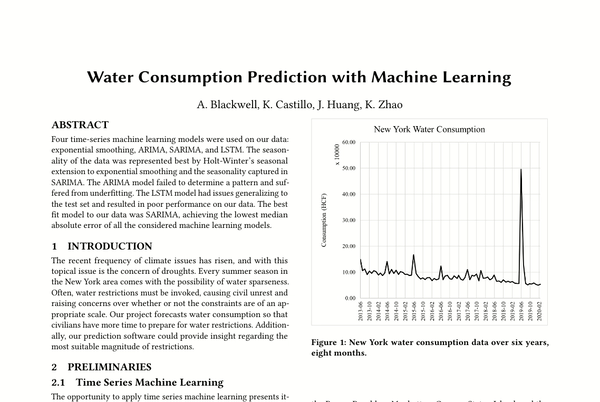 Water Consumption Prediction with Machine Learning
A. Blackwell, K. Castillo, J. Huang, K. Zhao
ABSTRACT
Four time-series machine learning models were used on our data:
exponential smoothing, ARIMA, SARIMA, and LSTM. The season-
ality of the data was represented best by Holt-Winter's seasonal
extension to exponential smoothing and the seasonality captured in
SARIMA. The ARIMA model failed to determine a pattern and suf-
fered from underfitting. The LSTM model had issues generalizing to
the test set and resulted in poor performance on our data. The best
fit model to our data was SARIMA, achieving the lowest median
absolute error of all the considered machine learning models.
1 INTRODUCTION
The recent frequency of climate issues has risen, and with this
topical issue is the concern of droughts. Every summer season in
the New York area comes with the possibility of water sparseness.
Often, water restrictions must be invoked, causing civil unrest and
raising concerns over whether or not the constraints are of an ap-
propriate scale. Our project forecasts water consumption so that
civilians have more time to prepare for water restrictions. Addition-
ally, our prediction software could provide insight regarding the
most suitable magnitude of restrictions.
2 PRELIMINARIES
2.1 Time Series Machine Learning
The opportunity to apply time series machine learning presents it-
New York Water Consumption
x 10000
Consumption (HCF)
60.00
50.00
40.00
30.00
20.00
10.00
0.00
2013-06
2013-10
2014-02
2014-06
2014-10
2015-02
2015-06
2015-10
2016-02
2016-06
2016-10
2017-02
2017-06
2017-10
2018-02
2018-06
2018-10
2019-02
2019-06
2019-10
2020-02
Figure 1: New York water consumption data over six years,
eight months.